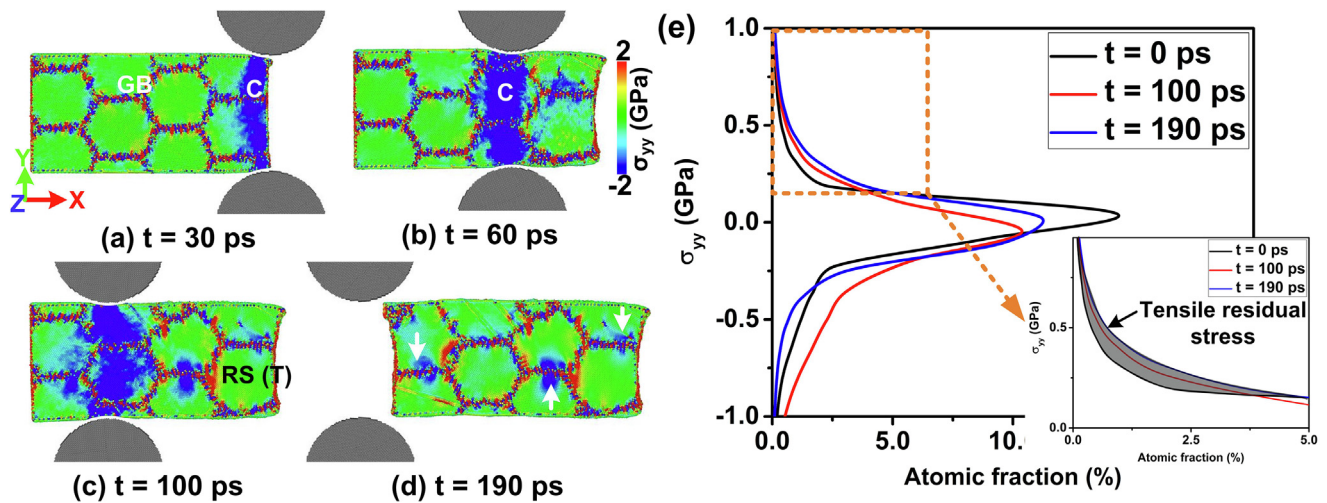 GB
C
C
2
σyy (GPa)
-2
Y
Z
X
(a) t = 30 ps
(b) t = 60 ps
RS (T)
(c) t = 100 ps
(d) t = 190 ps
(e)
1.0
0.5
0.0
-0.5
-1.0
σyy (GPa)
t = 0 ps
t = 100 ps
t = 190 ps
0.0
5.0
10.
Atomic fraction (%)
t = 0 ps
t = 100 ps
t = 190 ps
Tensile residual
stress
σyy (GPa)
0.5
0.0
0.0
2.5
5.0
Atomic fraction (%)